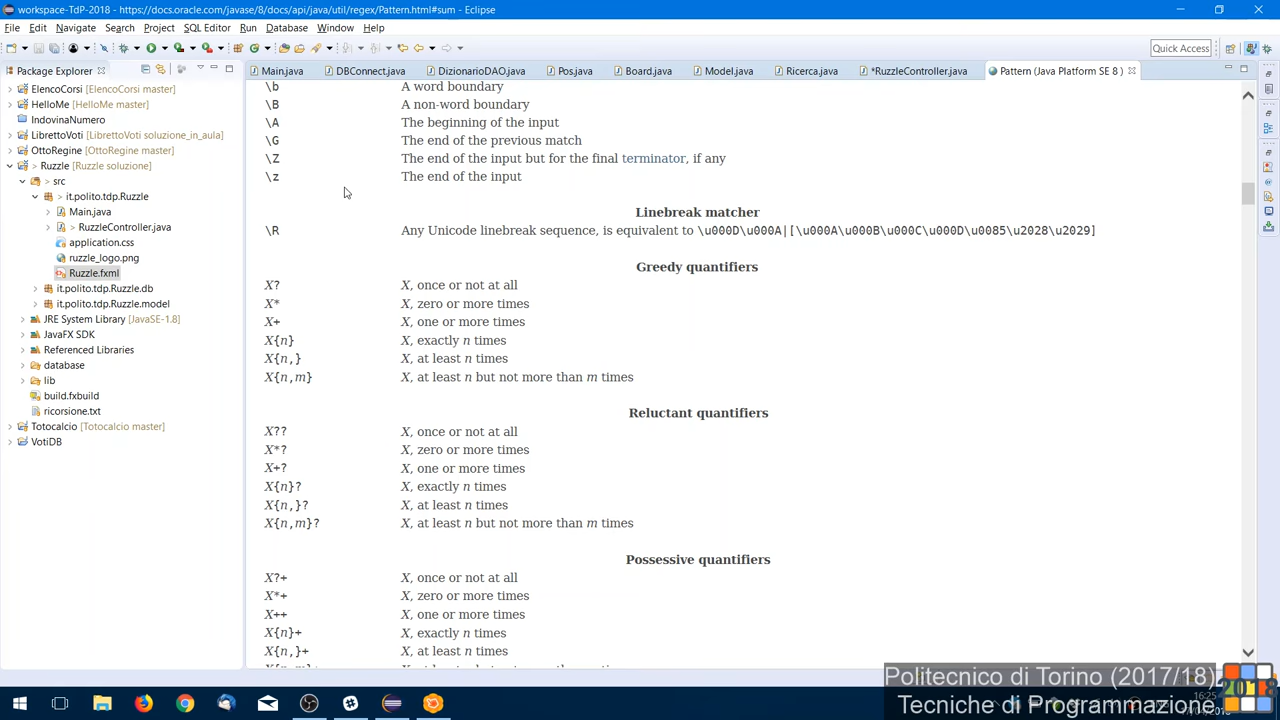 workspace-TdP-2018 - https://docs.oracle.com/javase/8/docs/api/java/util/regex/Pattern.html#sum - Eclipse
File Edit Navigate Search Project SQL Editor Run Database Window Help
Quick Access
Package Explorer
Main.java DBConnect.java DizionarioDAO.java Pos.java Board.java Model.java Ricerca.java *RuzzleController.java Pattern (Java Platform SE 8 )
ElencoCorsi [ElencoCorsi master]
HelloMe [HelloMe master]
IndovinaNumero
LibrettoVoti [LibrettoVoti soluzione_in_aula]
OttoRegine [OttoRegine master]
> Ruzzle [Ruzzle soluzione]
> src
> it.polito.tdp.Ruzzle
Main.java
> RuzzleController.java
application.css
ruzzle_logo.png
Ruzzle.fxml
it.polito.tdp.Ruzzle.db
it.polito.tdp.Ruzzle.model
JRE System Library [JavaSE-1.8]
JavaFX SDK
Referenced Libraries
database
lib
build.fxbuild
ricorsione.txt
Totocalcio [Totocalcio master]
VotiDB
\b A word boundary
\B A non-word boundary
\A The beginning of the input
\G The end of the previous match
\Z The end of the input but for the final terminator, if any
\z The end of the input
Linebreak matcher
\R Any Unicode linebreak sequence, is equivalent to \u000D\u000A|[\u000A\u000B\u000C\u000D\u0085\u2028\u2029]
Greedy quantifiers
X? X, once or not at all
X* X, zero or more times
X+ X, one or more times
X{n} X, exactly n times
X{n,} X, at least n times
X{n,m} X, at least n but not more than m times
Reluctant quantifiers
X?? X, once or not at all
X*? X, zero or more times
X+? X, one or more times
X{n}? X, exactly n times
X{n,}? X, at least n times
X{n,m}? X, at least n but not more than m times
Possessive quantifiers
X?+ X, once or not at all
X*+ X, zero or more times
X++ X, one or more times
X{n}+ X, exactly n times
X{n,}+ X, at least n times
Politecnico di Torino (2017/18)
Tecniche di Programmazione
2018
16:25